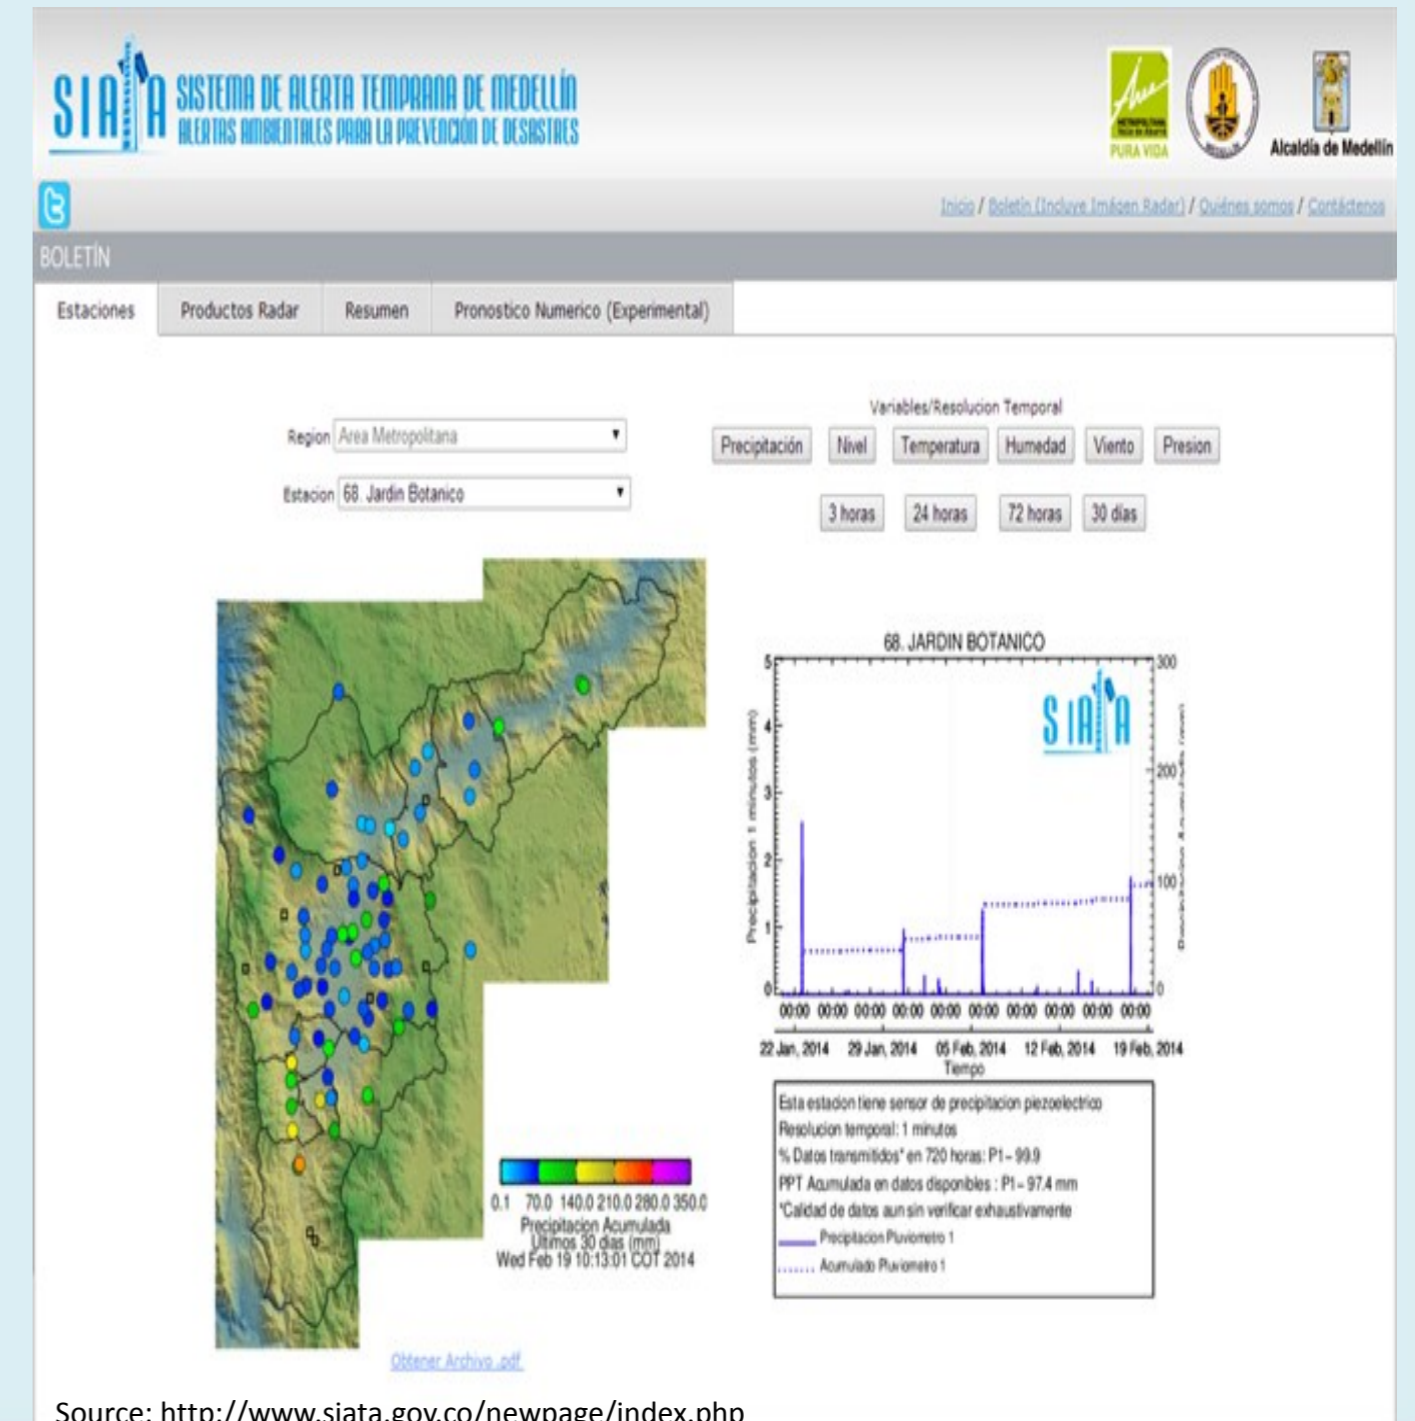 SIATA
SISTEMA DE ALERTA TEMPRANA DE MEDELLÍN
ALERTAS AMBIENTALES PARA LA PREVENCIÓN DE DESASTRES
PURA VIDA
Alcaldía de Medellín
Inicio / Boletín (Incluye Imágen Radar) / Quiénes somos / Contáctenos
BOLETÍN
Estaciones Productos Radar Resumen Pronostico Numerico (Experimental)
Variables/Resolucion Temporal
Region Area Metropolitana
Precipitación Nivel Temperatura Humedad Viento Presion
Estacion 68. Jardin Botanico
3 horas 24 horas 72 horas 30 días
68. JARDIN BOTANICO
SIATA
Precipitacion 1 minutos (mm)
5
4
3
2
1
0
300
200
100
0
00:00 00:00 00:00 00:00 00:00 00:00 00:00 00:00 00:00 00:00
22 Jan, 2014 29 Jan, 2014 05 Feb, 2014 12 Feb, 2014 19 Feb, 2014
Tiempo
Esta estacion tiene sensor de precipitacion piezoelectrico
Resolucion temporal: 1 minutos
% Datos transmitidos* en 720 horas: P1- 99.9
PPT Acumulada en datos disponibles : P1- 97.4 mm
*Calidad de datos aun sin verificar exhaustivamente
Precipitacion Pluviometro 1
Acumulado Pluviometro 1
0.1 70.0 140.0 210.0 280.0 350.0
Precipitacion Acumulada
Ultimos 30 dias (mm)
Wed Feb 19 10:13:01 COT 2014
Obtener Archivo .pdf
Source: http://www.siata.gov.co/newpage/index.php